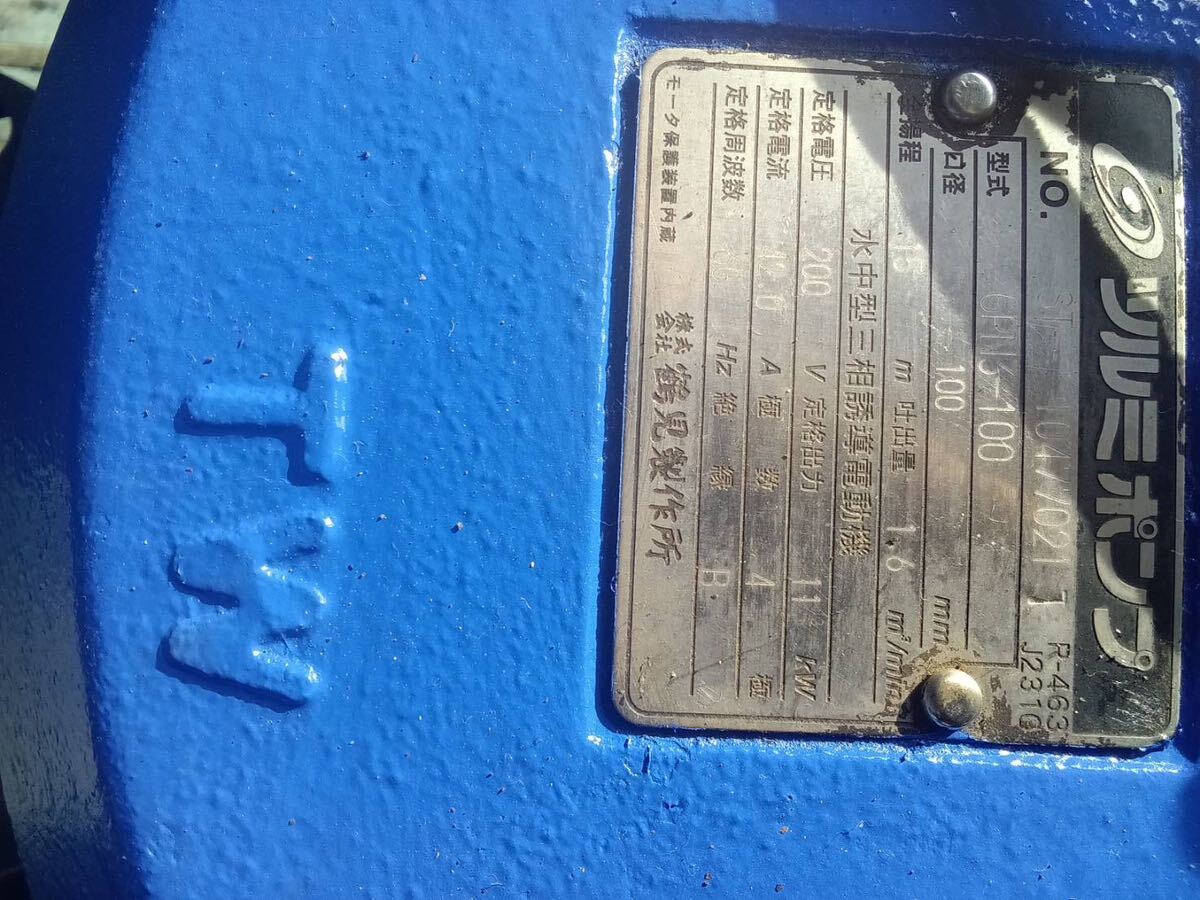 ツルミポンプ
R-463
NO. 1 J231G
型式 -100
口径 100 mm
揚程 m 吐出量 1.6 m³/min
水中型三相誘導電動機
定格電圧 200 V 定格出力 11 kW
定格電流 A 極数 4 極
定格周波数 Hz 絶縁 B
モータ保護装置内蔵
株式会社 鶴見製作所